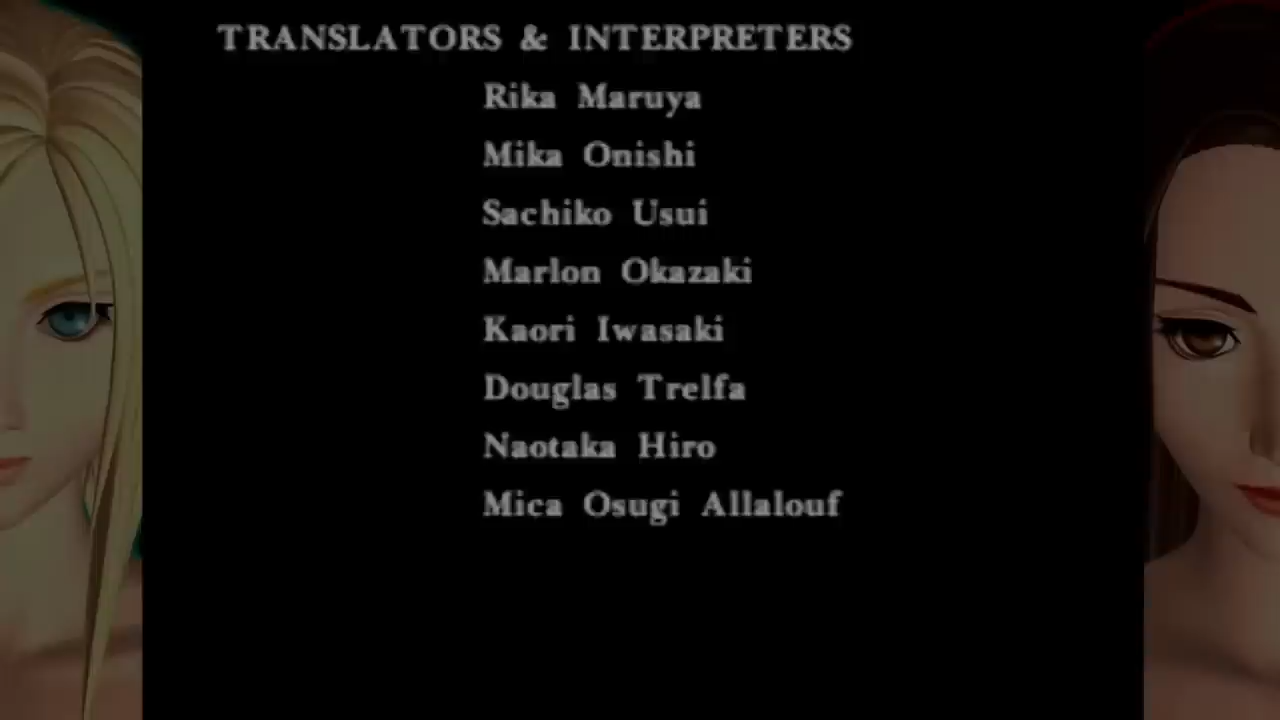 TRANSLATORS & INTERPRETERS
Rika Maruya
Mika Onishi
Sachiko Usui
Marlon Okazaki
Kaori Iwasaki
Douglas Trelfa
Naotaka Hiro
Mica Osugi Allalouf